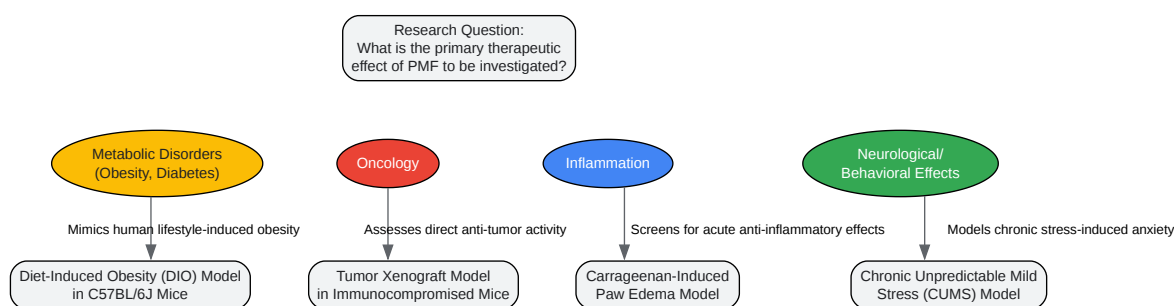 Research Question:
What is the primary therapeutic
effect of PMF to be investigated?
Metabolic Disorders
(Obesity, Diabetes)
Oncology
Inflammation
Neurological/
Behavioral Effects
Mimics human lifestyle-induced obesity
Assesses direct anti-tumor activity
Screens for acute anti-inflammatory effects
Models chronic stress-induced anxiety
Diet-Induced Obesity (DIO) Model
in C57BL/6J Mice
Tumor Xenograft Model
in Immunocompromised Mice
Carrageenan-Induced
Paw Edema Model
Chronic Unpredictable Mild
Stress (CUMS) Model